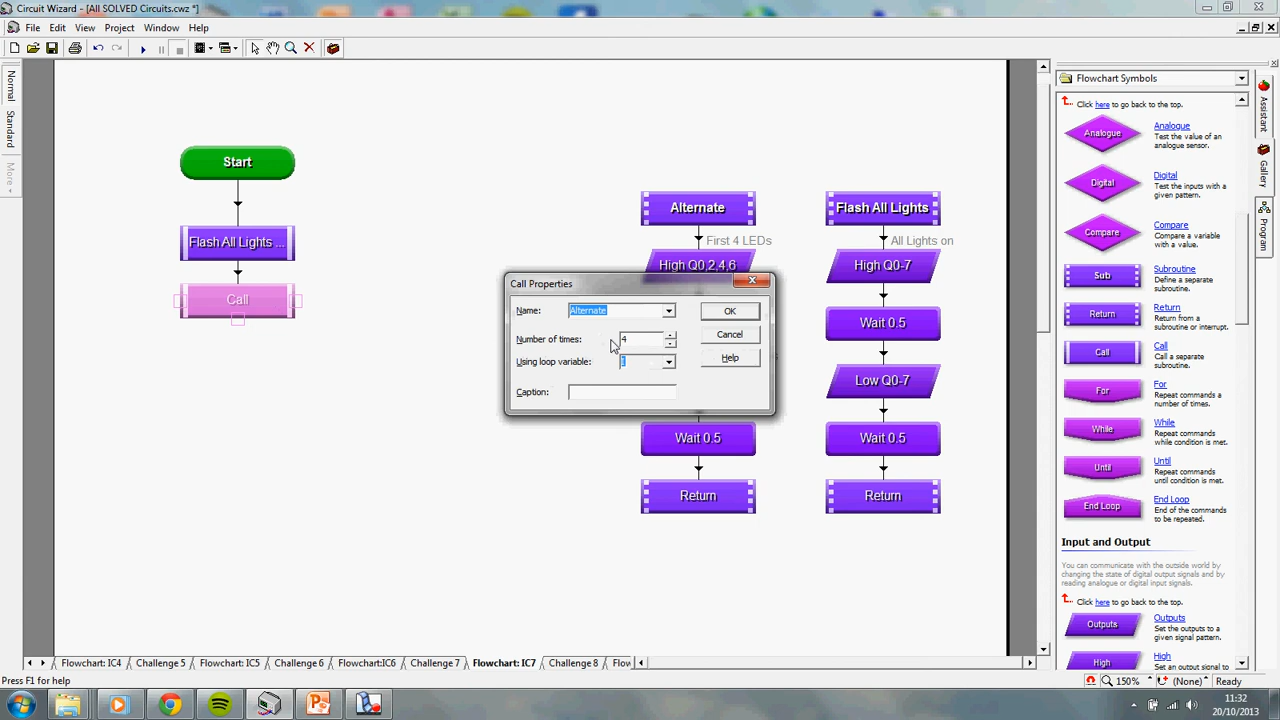 Circuit Wizard - [All SOLVED Circuits.cwz *]
File Edit View Project Window Help
Normal
Standard
More
Start
Flash All Lights ...
Call
Alternate
First 4 LEDs
High Q0,2,4,6
Wait 0.5
Return
Flash All Lights
All Lights on
High Q0-7
Wait 0.5
Low Q0-7
Wait 0.5
Return
Call Properties
Name: Alternate OK
Number of times: 4 Cancel
Using loop variable: Help
Caption:
Flowchart Symbols
Click here to go back to the top.
Analogue Analogue
Test the value of an
analogue sensor.
Digital Digital
Test the inputs with a
given pattern.
Compare Compare
Compare a variable
with a value.
Sub Subroutine
Define a separate
subroutine.
Return Return
Return from a
subroutine or interrupt.
Call Call
Call a separate
subroutine.
For For
Repeat commands a
number of times.
While While
Repeat commands
while condition is met.
Until Until
Repeat commands
until condition is met.
End Loop End Loop
End of the commands
to be repeated.
Input and Output
You can communicate with the outside world by
changing the state of digital output signals and by
reading analogue or digital input signals.
Click here to go back to the top.
Outputs Outputs
Set the outputs to a
given signal pattern.
High High
Set an output signal to
Assistant
Gallery
Program
Flowchart: IC4 Challenge 5 Flowchart: IC5 Challenge 6 Flowchart:IC6 Challenge 7 Flowchart: IC7 Challenge 8 Flow
Press F1 for help 150% (None) Ready
11:32
20/10/2013